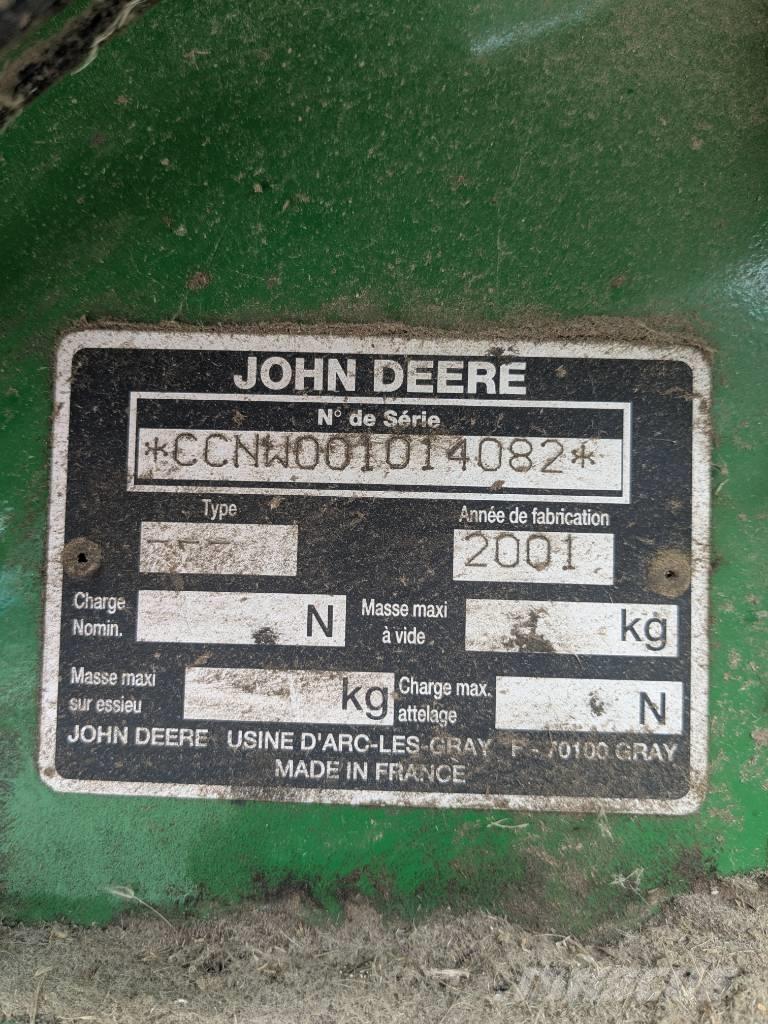 JOHN DEERE
N° de Série
*CCNW001014082*
Type
Année de fabrication
---
2001
Charge Nomin.
N
Masse maxi à vide
kg
Masse maxi sur essieu
kg
Charge max. attelage
N
JOHN DEERE USINE D'ARC-LES-GRAY F - 70100 GRAY
MADE IN FRANCE